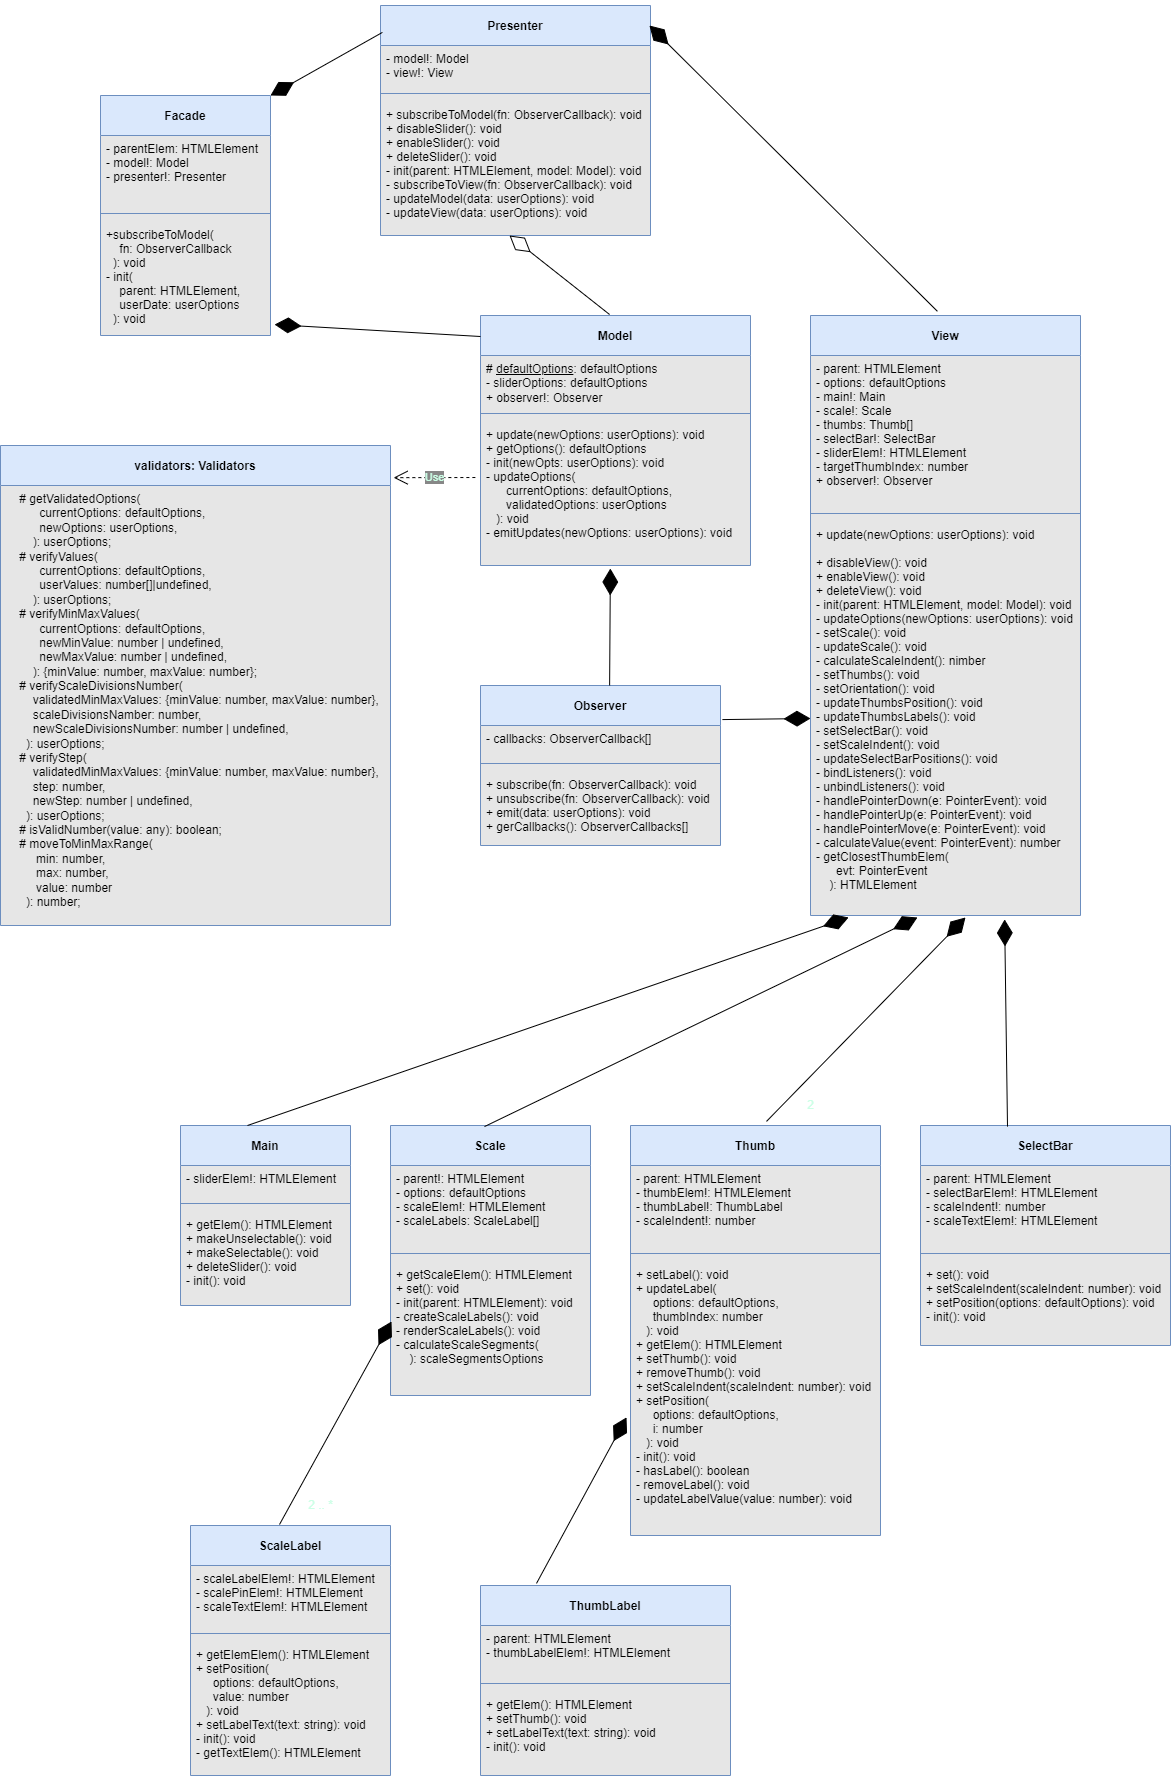 Presenter
- model!: Model
- view!: View
+ subscribeToModel(fn: ObserverCallback): void
+ disableSlider(): void
+ enableSlider(): void
+ deleteSlider(): void
- init(parent: HTMLElement, model: Model): void
- subscribeToView(fn: ObserverCallback): void
- updateModel(data: userOptions): void
- updateView(data: userOptions): void
Facade
- parentElem: HTMLElement
- model!: Model
- presenter!: Presenter
+subscribeToModel(
fn: ObserverCallback
): void
- init(
parent: HTMLElement,
userDate: userOptions
): void
Model
# defaultOptions: defaultOptions
- sliderOptions: defaultOptions
+ observer!: Observer
+ update(newOptions: userOptions): void
+ getOptions(): defaultOptions
- init(newOpts: userOptions): void
- updateOptions(
currentOptions: defaultOptions,
validatedOptions: userOptions
): void
- emitUpdates(newOptions: userOptions): void
View
- parent: HTMLElement
- options: defaultOptions
- main!: Main
- scale!: Scale
- thumbs: Thumb[]
- selectBar!: SelectBar
- sliderElem!: HTMLElement
- targetThumbIndex: number
+ observer!: Observer
+ update(newOptions: userOptions): void
+ disableView(): void
+ enableView(): void
+ deleteView(): void
- init(parent: HTMLElement, model: Model): void
- updateOptions(newOptions: userOptions): void
- setScale(): void
- updateScale(): void
- calculateScaleIndent(): nimber
- setThumbs(): void
- setOrientation(): void
- updateThumbsPosition(): void
- updateThumbsLabels(): void
- setSelectBar(): void
- setScaleIndent(): void
- updateSelectBarPositions(): void
- bindListeners(): void
- unbindListeners(): void
- handlePointerDown(e: PointerEvent): void
- handlePointerUp(e: PointerEvent): void
- handlePointerMove(e: PointerEvent): void
- calculateValue(event: PointerEvent): number
- getClosestThumbElem(
evt: PointerEvent
): HTMLElement
validators: Validators
# getValidatedOptions(
currentOptions: defaultOptions,
newOptions: userOptions,
): userOptions;
# verifyValues(
currentOptions: defaultOptions,
userValues: number[]|undefined,
): userOptions;
# verifyMinMaxValues(
currentOptions: defaultOptions,
newMinValue: number | undefined,
newMaxValue: number | undefined,
): {minValue: number, maxValue: number};
# verifyScaleDivisionsNumber(
validatedMinMaxValues: {minValue: number, maxValue: number},
scaleDivisionsNamber: number,
newScaleDivisionsNumber: number | undefined,
): userOptions;
# verifyStep(
validatedMinMaxValues: {minValue: number, maxValue: number},
step: number,
newStep: number | undefined,
): userOptions;
# isValidNumber(value: any): boolean;
# moveToMinMaxRange(
min: number,
max: number,
value: number
): number;
Use
Observer
- callbacks: ObserverCallback[]
+ subscribe(fn: ObserverCallback): void
+ unsubscribe(fn: ObserverCallback): void
+ emit(data: userOptions): void
+ gerCallbacks(): ObserverCallbacks[]
2
Main
- sliderElem!: HTMLElement
+ getElem(): HTMLElement
+ makeUnselectable(): void
+ makeSelectable(): void
+ deleteSlider(): void
- init(): void
Scale
- parent!: HTMLElement
- options: defaultOptions
- scaleElem!: HTMLElement
- scaleLabels: ScaleLabel[]
+ getScaleElem(): HTMLElement
+ set(): void
- init(parent: HTMLElement): void
- createScaleLabels(): void
- renderScaleLabels(): void
- calculateScaleSegments(
): scaleSegmentsOptions
Thumb
- parent: HTMLElement
- thumbElem!: HTMLElement
- thumbLabel!: ThumbLabel
- scaleIndent!: number
+ setLabel(): void
+ updateLabel(
options: defaultOptions,
thumbIndex: number
): void
+ getElem(): HTMLElement
+ setThumb(): void
+ removeThumb(): void
+ setScaleIndent(scaleIndent: number): void
+ setPosition(
options: defaultOptions,
i: number
): void
- init(): void
- hasLabel(): boolean
- removeLabel(): void
- updateLabelValue(value: number): void
SelectBar
- parent: HTMLElement
- selectBarElem!: HTMLElement
- scaleIndent!: number
- scaleTextElem!: HTMLElement
+ set(): void
+ setScaleIndent(scaleIndent: number): void
+ setPosition(options: defaultOptions): void
- init(): void
2 .. *
ScaleLabel
- scaleLabelElem!: HTMLElement
- scalePinElem!: HTMLElement
- scaleTextElem!: HTMLElement
+ getElemElem(): HTMLElement
+ setPosition(
options: defaultOptions,
value: number
): void
+ setLabelText(text: string): void
- init(): void
- getTextElem(): HTMLElement
ThumbLabel
- parent: HTMLElement
- thumbLabelElem!: HTMLElement
+ getElem(): HTMLElement
+ setThumb(): void
+ setLabelText(text: string): void
- init(): void